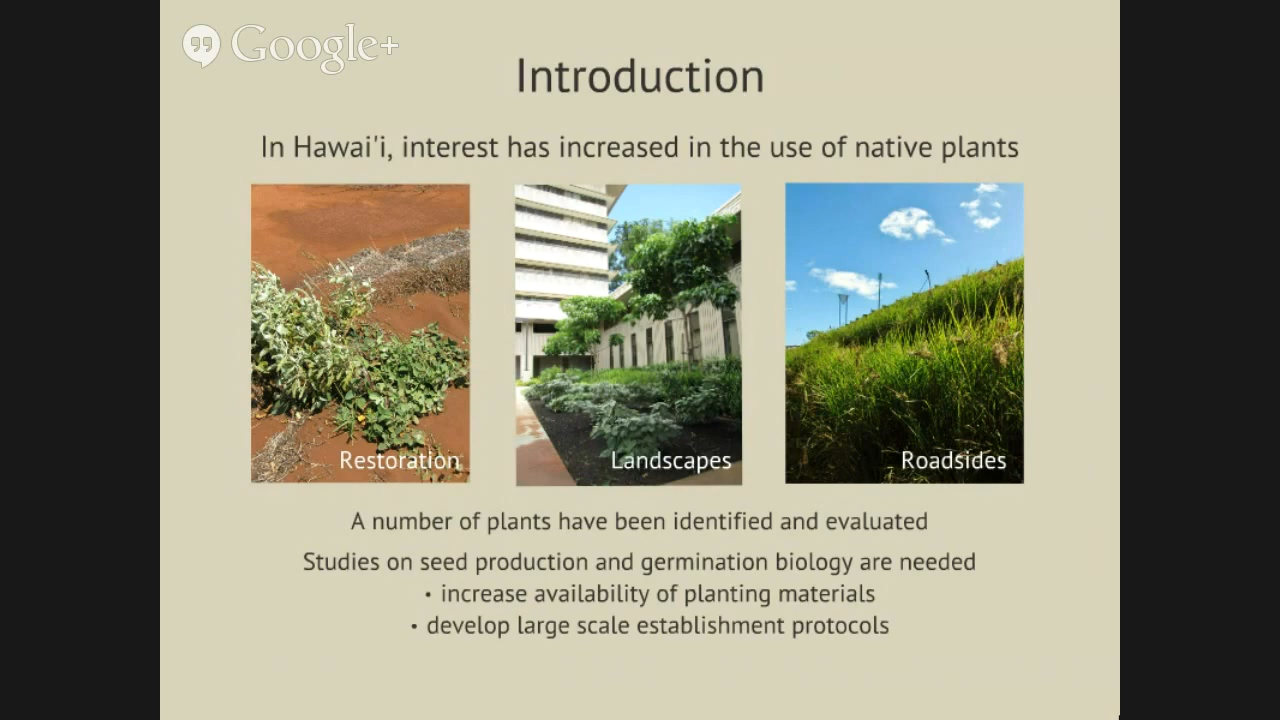 Google+
Introduction
In Hawai'i, interest has increased in the use of native plants
Restoration
Landscapes
Roadsides
A number of plants have been identified and evaluated
Studies on seed production and germination biology are needed
• increase availability of planting materials
• develop large scale establishment protocols